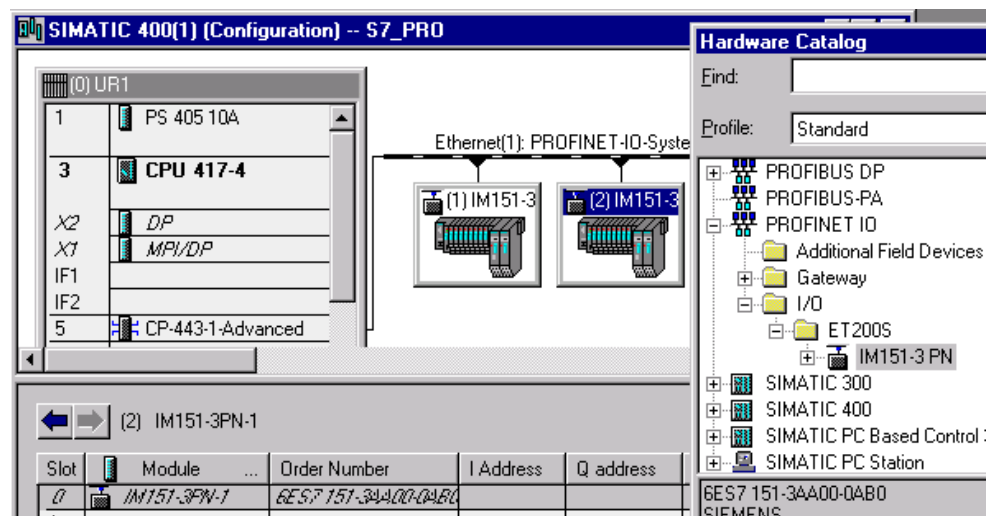 SIMATIC 400(1) (Configuration) -- S7_PRO
(0) UR1
1 PS 405 10A
3 CPU 417-4
X2 DP
X1 MPI/DP
IF1
IF2
5 CP-443-1-Advanced
Ethernet(1): PROFINET-IO-Syste
(1) IM151-3
(2) IM151-3
Hardware Catalog
Find:
Profile: Standard
PROFIBUS DP
PROFIBUS-PA
PROFINET IO
Additional Field Devices
Gateway
I/O
ET200S
IM151-3 PN
SIMATIC 300
SIMATIC 400
SIMATIC PC Based Control
SIMATIC PC Station
6ES7 151-3AA00-0AB0
SIEMENS
(2) IM151-3PN-1
Slot Module ... Order Number I Address Q address
0 IM151-3PN-1 6ES7 151-3AA00-0AB0